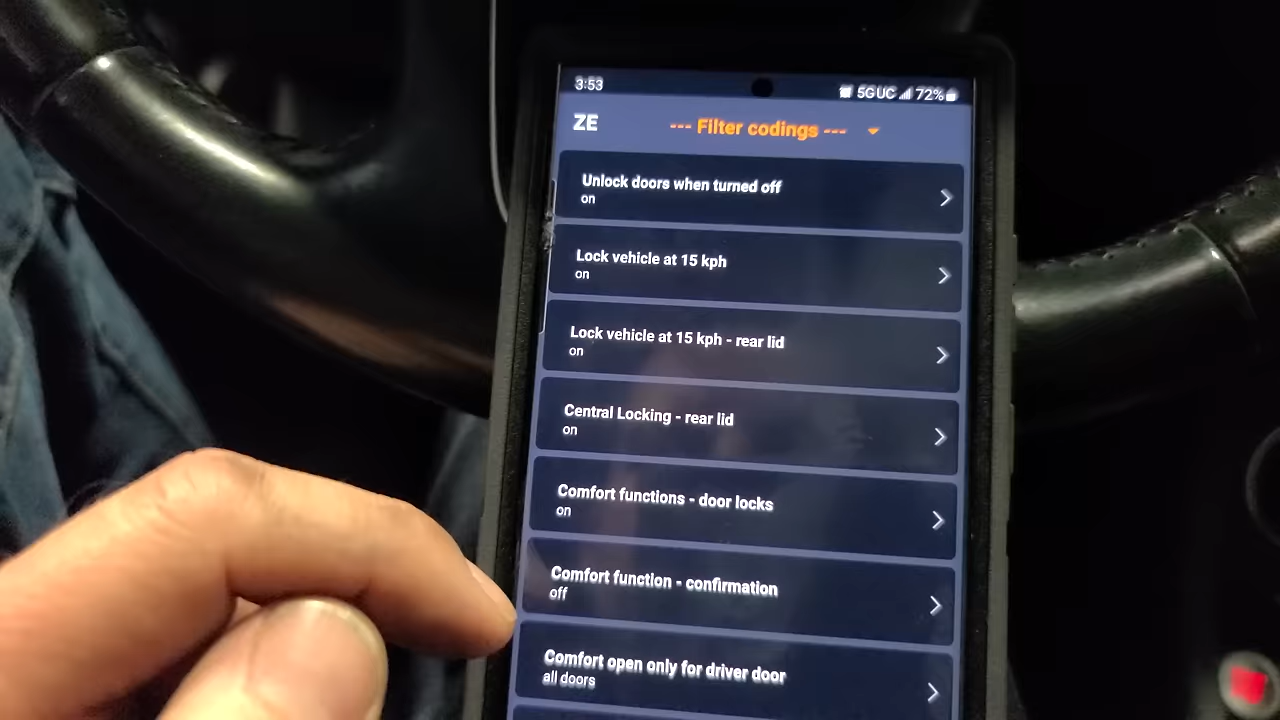 3:53 5G UC 72%
ZE --- Filter codings ---
Unlock doors when turned off
on
Lock vehicle at 15 kph
on
Lock vehicle at 15 kph - rear lid
on
Central Locking - rear lid
on
Comfort functions - door locks
on
Comfort function - confirmation
off
Comfort open only for driver door
all doors